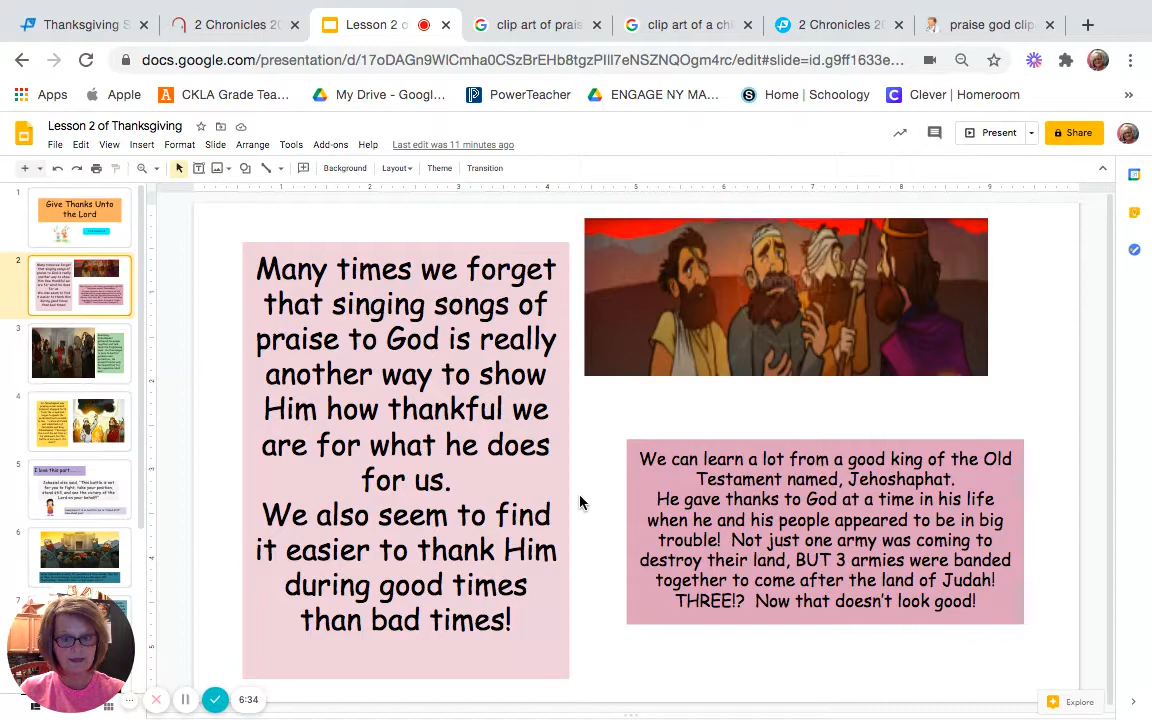 Thanksgiving S
2 Chronicles 20
Lesson 2 o
clip art of prais
clip art of a chi
2 Chronicles 20
praise god clip
docs.google.com/presentation/d/17oDAGn9WlCmha0CSzBrEHb8tgzPIll7eNSZNQOgm4rc/edit#slide=id.g9ff1633e...
Apps
Apple
CKLA Grade Tea...
My Drive - Googl...
PowerTeacher
ENGAGE NY MA...
Home | Schoology
Clever | Homeroom
Lesson 2 of Thanksgiving
File Edit View Insert Format Slide Arrange Tools Add-ons Help Last edit was 11 minutes ago
Present
Share
Background Layout Theme Transition
1
Give Thanks Unto
the Lord
2
3
4
5
I love this part
6
7
Many times we forget
that singing songs of
praise to God is really
another way to show
Him how thankful we
are for what he does
for us.
We also seem to find
it easier to thank Him
during good times
than bad times!
We can learn a lot from a good king of the Old
Testament named, Jehoshaphat.
He gave thanks to God at a time in his life
when he and his people appeared to be in big
trouble! Not just one army was coming to
destroy their land, BUT 3 armies were banded
together to come after the land of Judah!
THREE!? Now that doesn't look good!
6:34
Explore